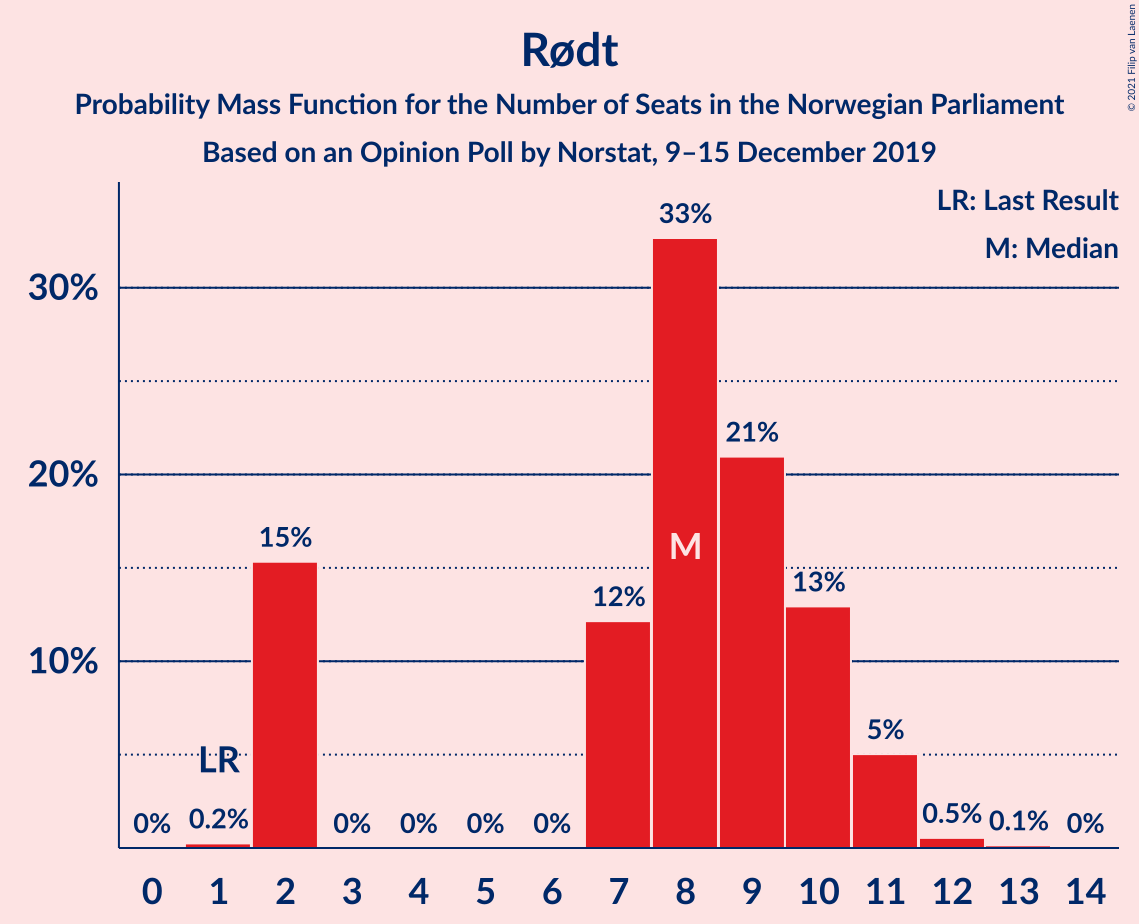 Rødt
Probability Mass Function for the Number of Seats in the Norwegian Parliament
Based on an Opinion Poll by Norstat, 9–15 December 2019
© 2021 Filip van Laenen
LR: Last Result
M: Median
30%
20%
10%
0%
0.2%
15%
0%
0%
0%
0%
12%
33%
21%
13%
5%
0.5%
0.1%
0%
LR
M
0 1 2 3 4 5 6 7 8 9 10 11 12 13 14